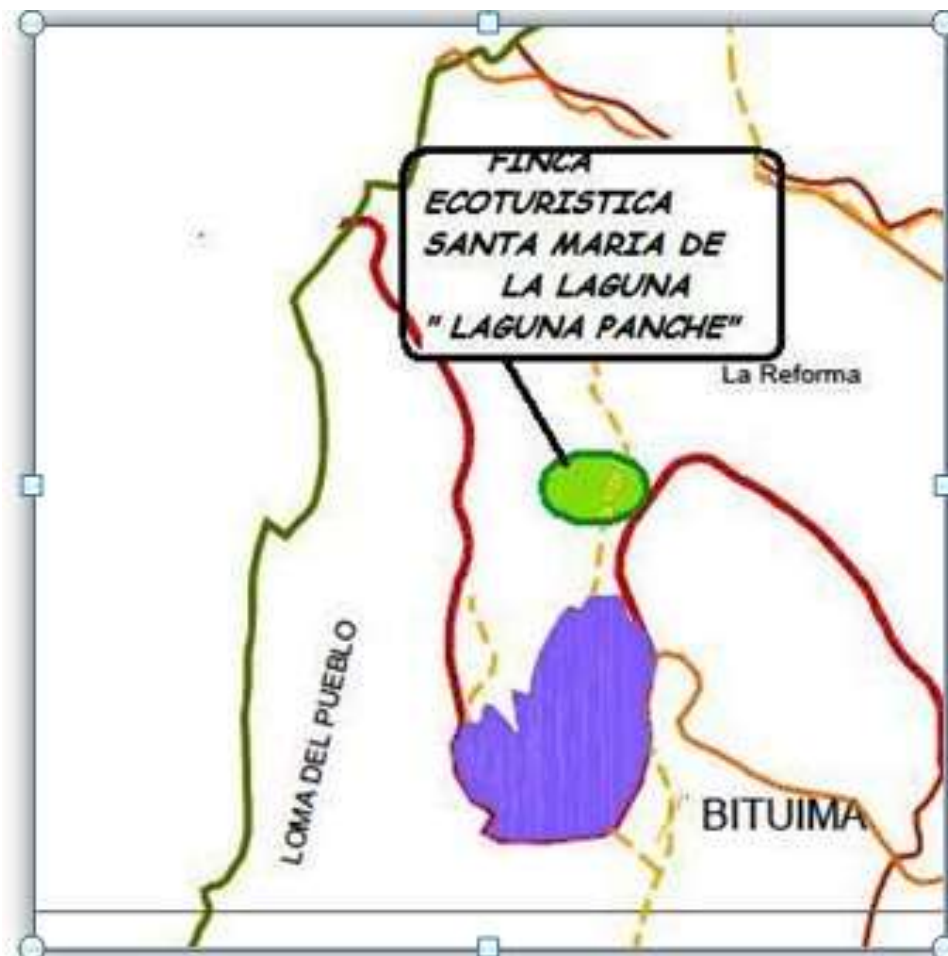 FINCA
ECOTURISTICA
SANTA MARIA DE
LA LAGUNA
" LAGUNA PANCHE"
La Reforma
LOMA DEL PUEBLO
BITUIMA